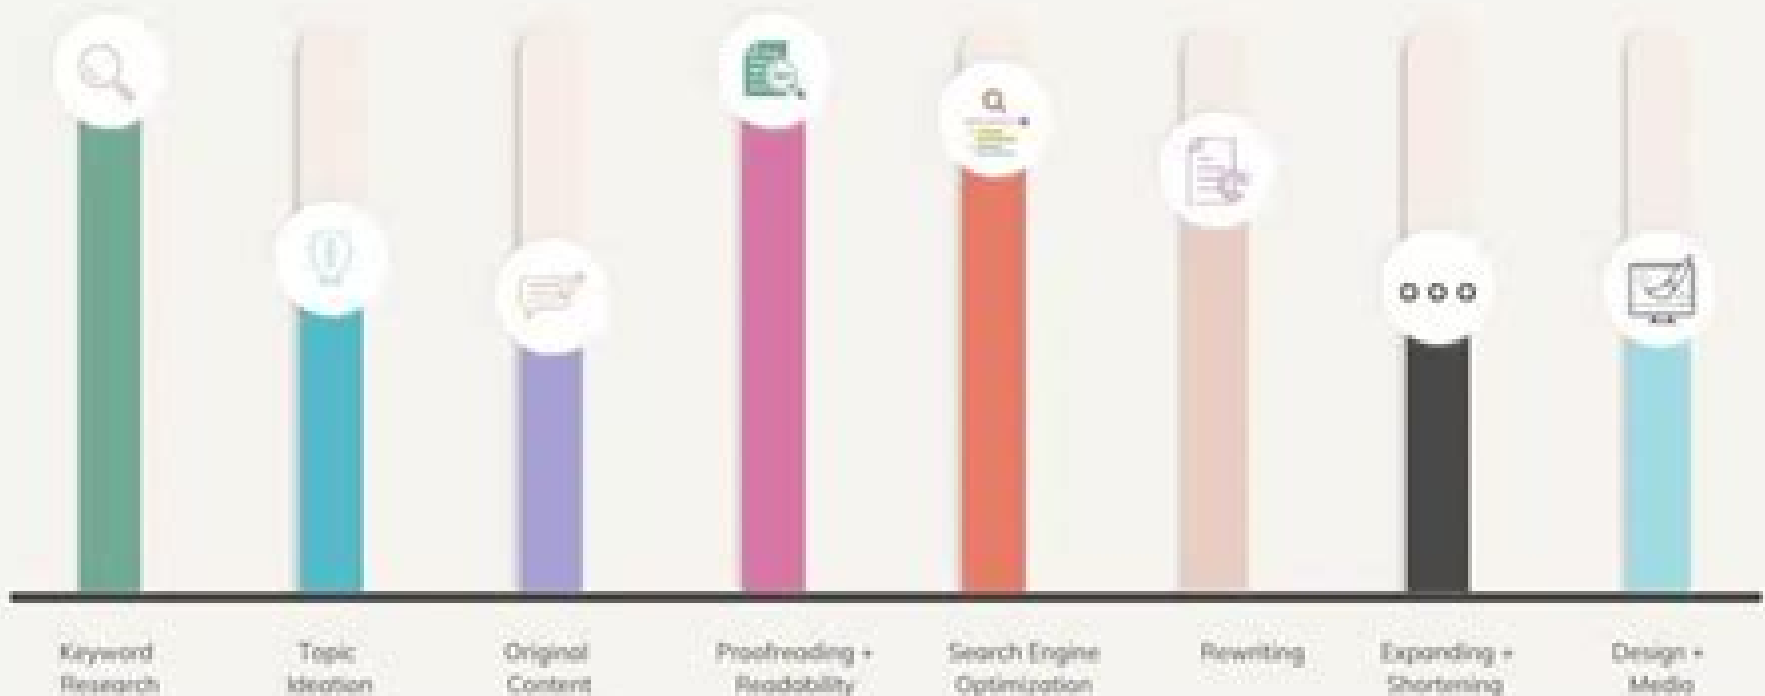 Keyword
Research
Topic
Ideation
Original
Content
Proofreading +
Readability
Search Engine
Optimization
Rewriting
Expanding +
Shortening
Design +
Media